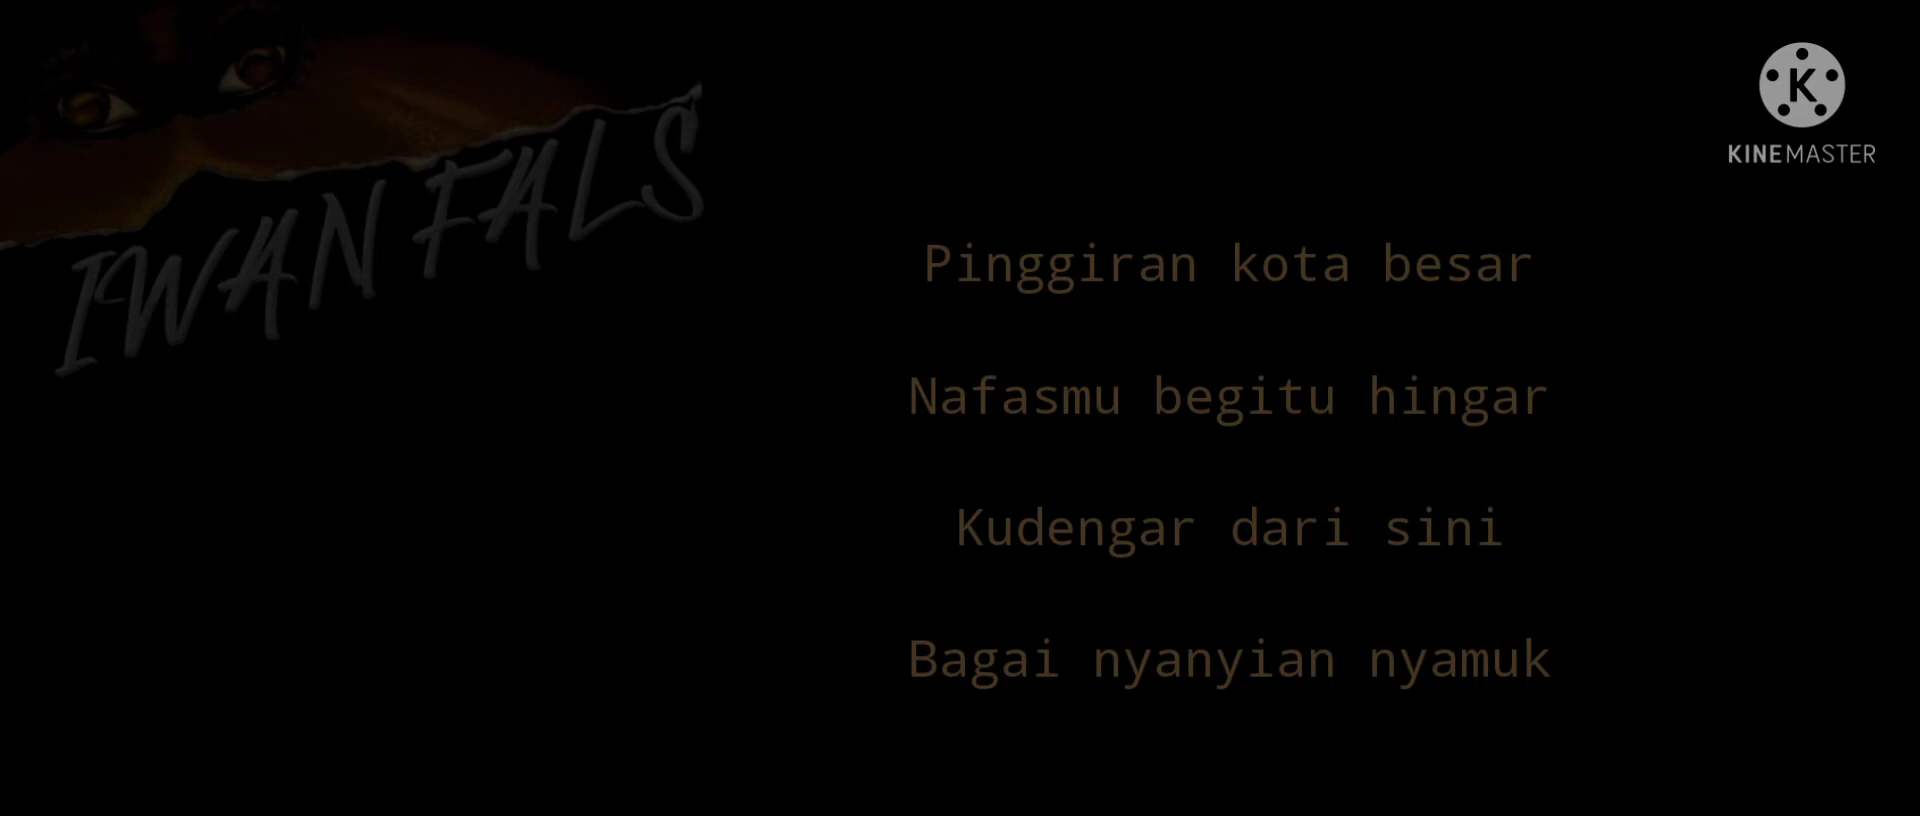 IWAN FALS
K
KINEMASTER
Pinggiran kota besar
Nafasmu begitu hingar
Kudengar dari sini
Bagai nyanyian nyamuk